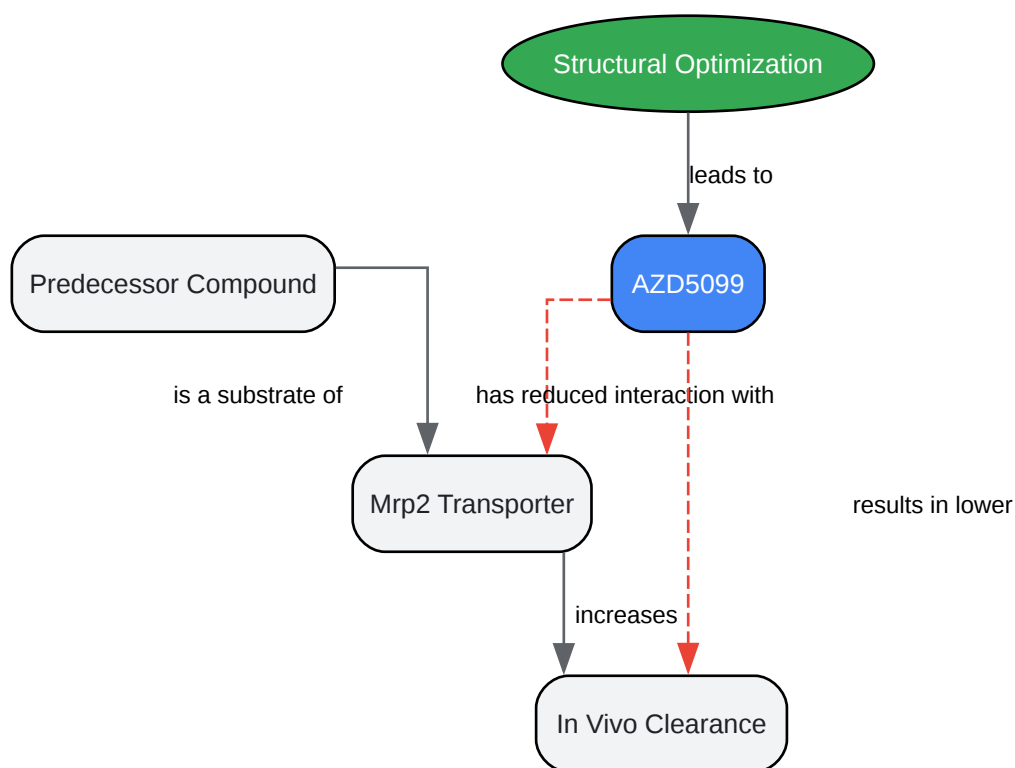 Structural Optimization
leads to
Predecessor Compound
AZD5099
is a substrate of
has reduced interaction with
Mrp2 Transporter
results in lower
increases
In Vivo Clearance